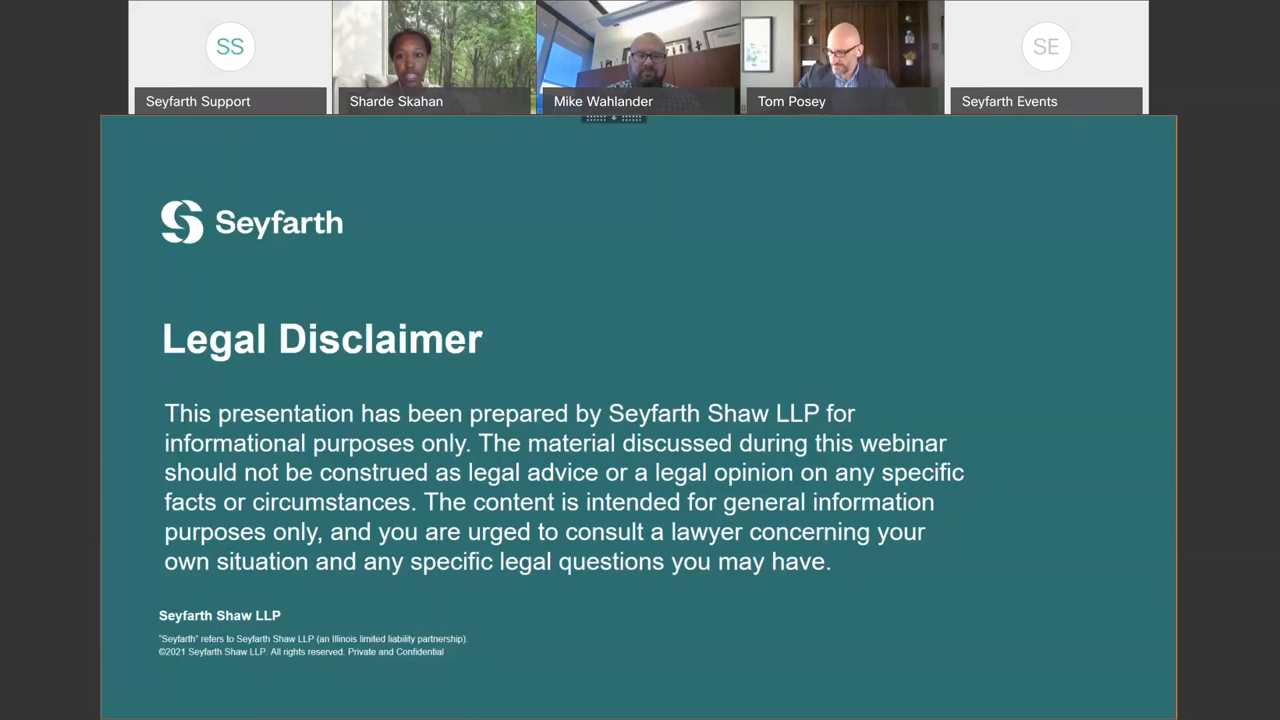 SS
SE
Seyfarth Support
Sharde Skahan
Mike Wahlander
Tom Posey
Seyfarth Events
Seyfarth
Legal Disclaimer
This presentation has been prepared by Seyfarth Shaw LLP for
informational purposes only. The material discussed during this webinar
should not be construed as legal advice or a legal opinion on any specific
facts or circumstances. The content is intended for general information
purposes only, and you are urged to consult a lawyer concerning your
own situation and any specific legal questions you may have.
Seyfarth Shaw LLP
"Seyfarth" refers to Seyfarth Shaw LLP (an Illinois limited liability partnership).
©2021 Seyfarth Shaw LLP. All rights reserved. Private and Confidential